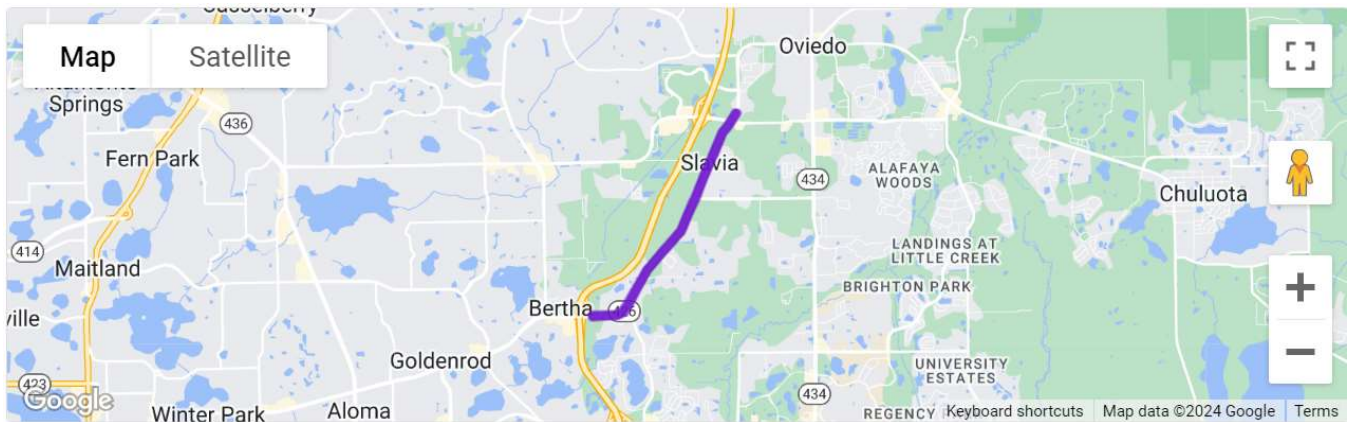 Map
Satellite
Oviedo
Springs
436
Fern Park
Slavia
434
ALAFAYA
WOODS
Chuluota
414
LANDINGS AT
LITTLE CREEK
Maitland
BRIGHTON PARK
Bertha
426
ville
Goldenrod
UNIVERSITY
ESTATES
423
Google
Winter Park
Aloma
434
REGENCY
Keyboard shortcuts
Map data ©2024 Google
Terms